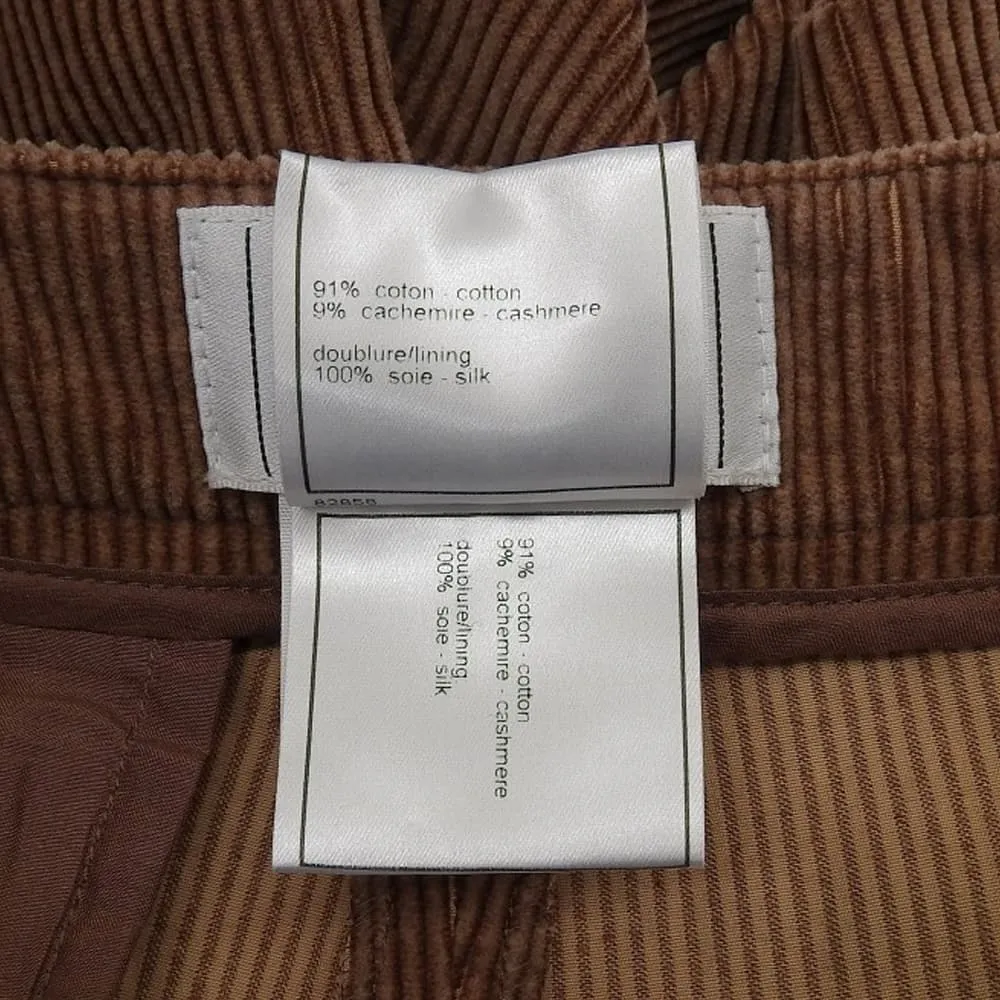 91% coton - cotton
9% cachemire - cashmere
doublure/lining
100% soie - silk
91% coton - cotton
9% cachemire - cashmere
doublure/lining
100% soie - silk